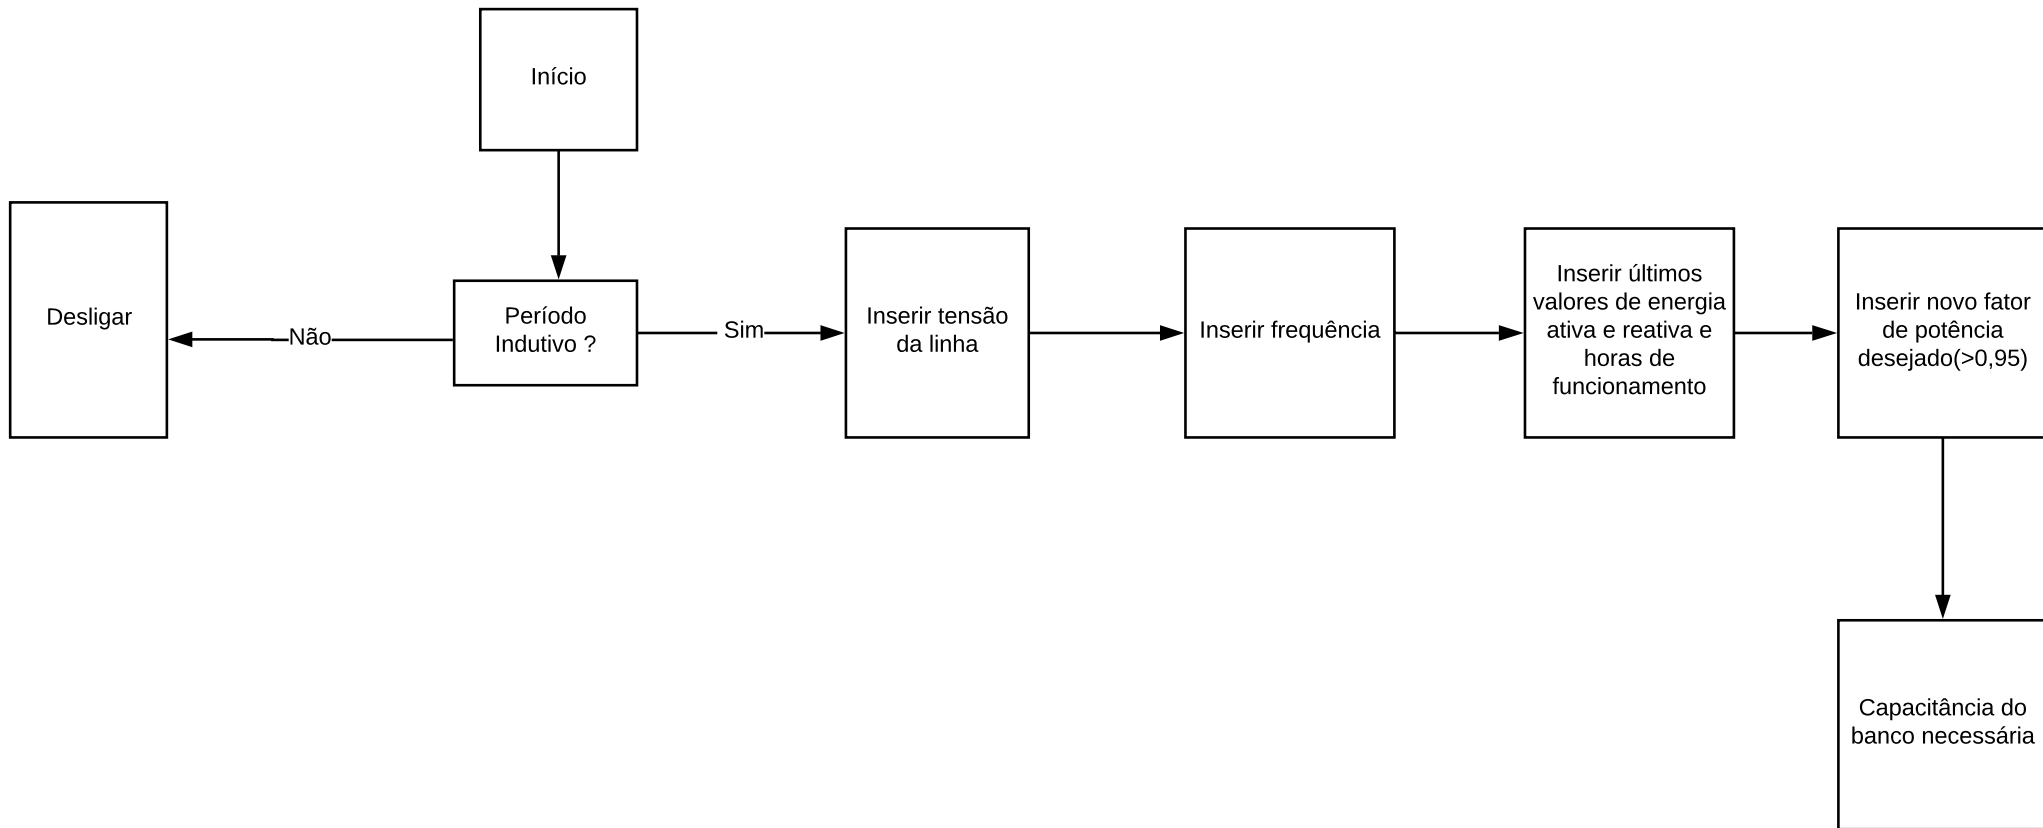 Início
Desligar
Não
Período
Indutivo ?
Sim
Inserir tensão
da linha
Inserir frequência
Inserir últimos
valores de energia
ativa e reativa e
horas de
funcionamento
Inserir novo fator
de potência
desejado(>0,95)
Capacitância do
banco necessária